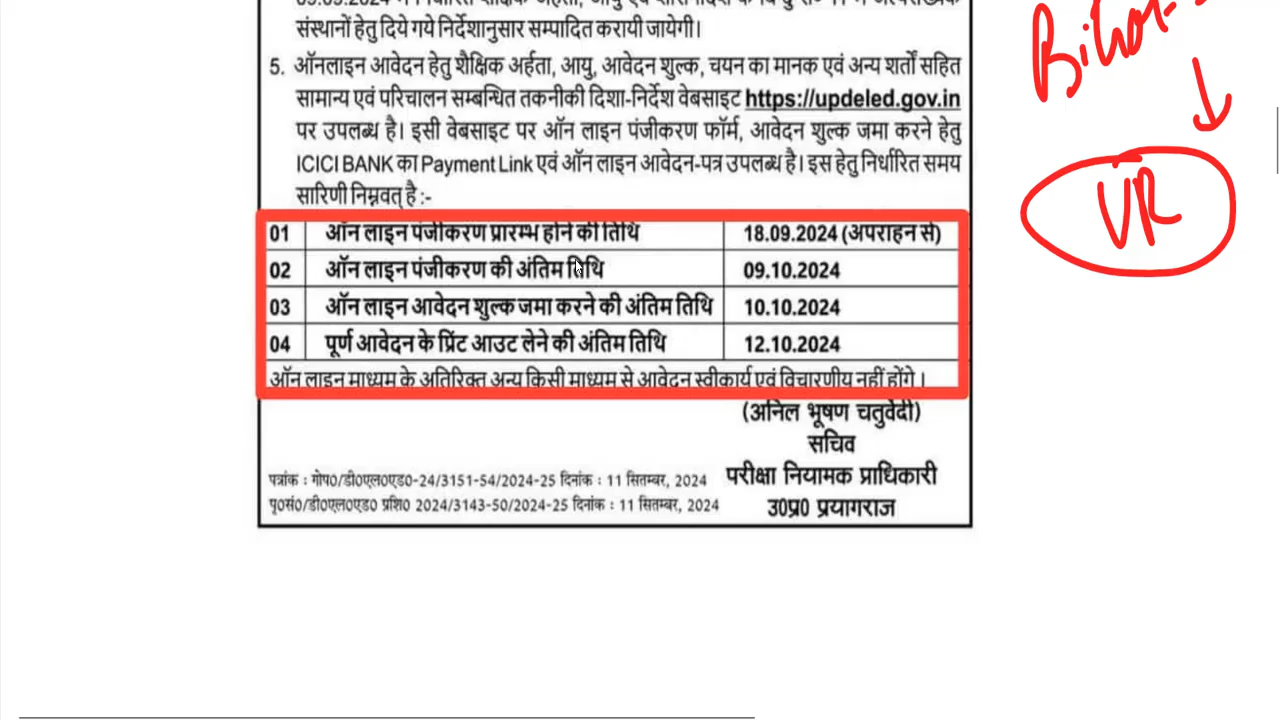 संस्थानों हेतु दिये गये निर्देशानुसार सम्पादित करायी जायेगी।
5. ऑनलाइन आवेदन हेतु शैक्षिक अर्हता, आयु, आवेदन शुल्क, चयन का मानक एवं अन्य शर्तों सहित
सामान्य एवं परिचालन सम्बन्धित तकनीकी दिशा-निर्देश वेबसाइट https://updeled.gov.in
पर उपलब्ध है। इसी वेबसाइट पर ऑन लाइन पंजीकरण फॉर्म, आवेदन शुल्क जमा करने हेतु
ICICI BANK का Payment Link एवं ऑन लाइन आवेदन-पत्र उपलब्ध है। इस हेतु निर्धारित समय
सारिणी निम्नवत् है :-
01 ऑन लाइन पंजीकरण प्रारम्भ होने की तिथि 18.09.2024 (अपराहन से)
02 ऑन लाइन पंजीकरण की अंतिम तिथि 09.10.2024
03 ऑन लाइन आवेदन शुल्क जमा करने की अंतिम तिथि 10.10.2024
04 पूर्ण आवेदन के प्रिंट आउट लेने की अंतिम तिथि 12.10.2024
ऑन लाइन माध्यम के अतिरिक्त अन्य किसी माध्यम से आवेदन स्वीकार्य एवं विचारणीय नहीं होंगे।
(अनिल भूषण चतुर्वेदी)
सचिव
परीक्षा नियामक प्राधिकारी
उ0प्र0 प्रयागराज
पत्रांक : गोप0/डी0एल0एड0-24/3151-54/2024-25 दिनांक : 11 सितम्बर, 2024
पृ0सं0/डी0एल0एड0 प्रशि0 2024/3143-50/2024-25 दिनांक : 11 सितम्बर, 2024
Bihar